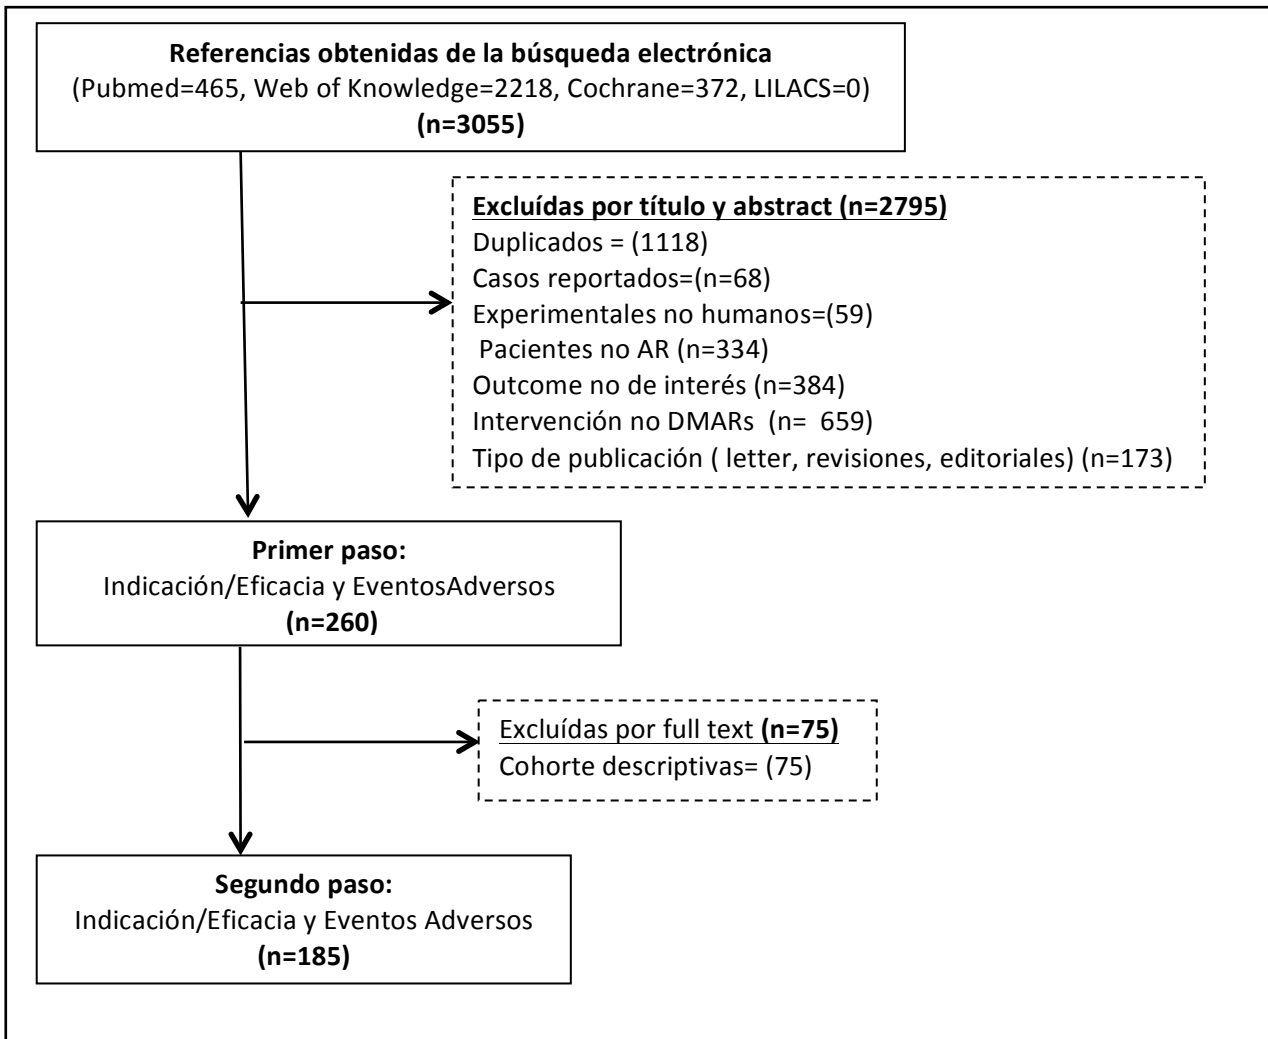 Referencias obtenidas de la búsqueda electrónica
(Pubmed=465, Web of Knowledge=2218, Cochrane=372, LILACS=0)
(n=3055)
Excluídas por título y abstract (n=2795)
Duplicados = (1118)
Casos reportados=(n=68)
Experimentales no humanos=(59)
Pacientes no AR (n=334)
Outcome no de interés (n=384)
Intervención no DMARs (n= 659)
Tipo de publicación ( letter, revisiones, editoriales) (n=173)
Primer paso:
Indicación/Eficacia y EventosAdversos
(n=260)
Excluídas por full text (n=75)
Cohorte descriptivas= (75)
Segundo paso:
Indicación/Eficacia y Eventos Adversos
(n=185)